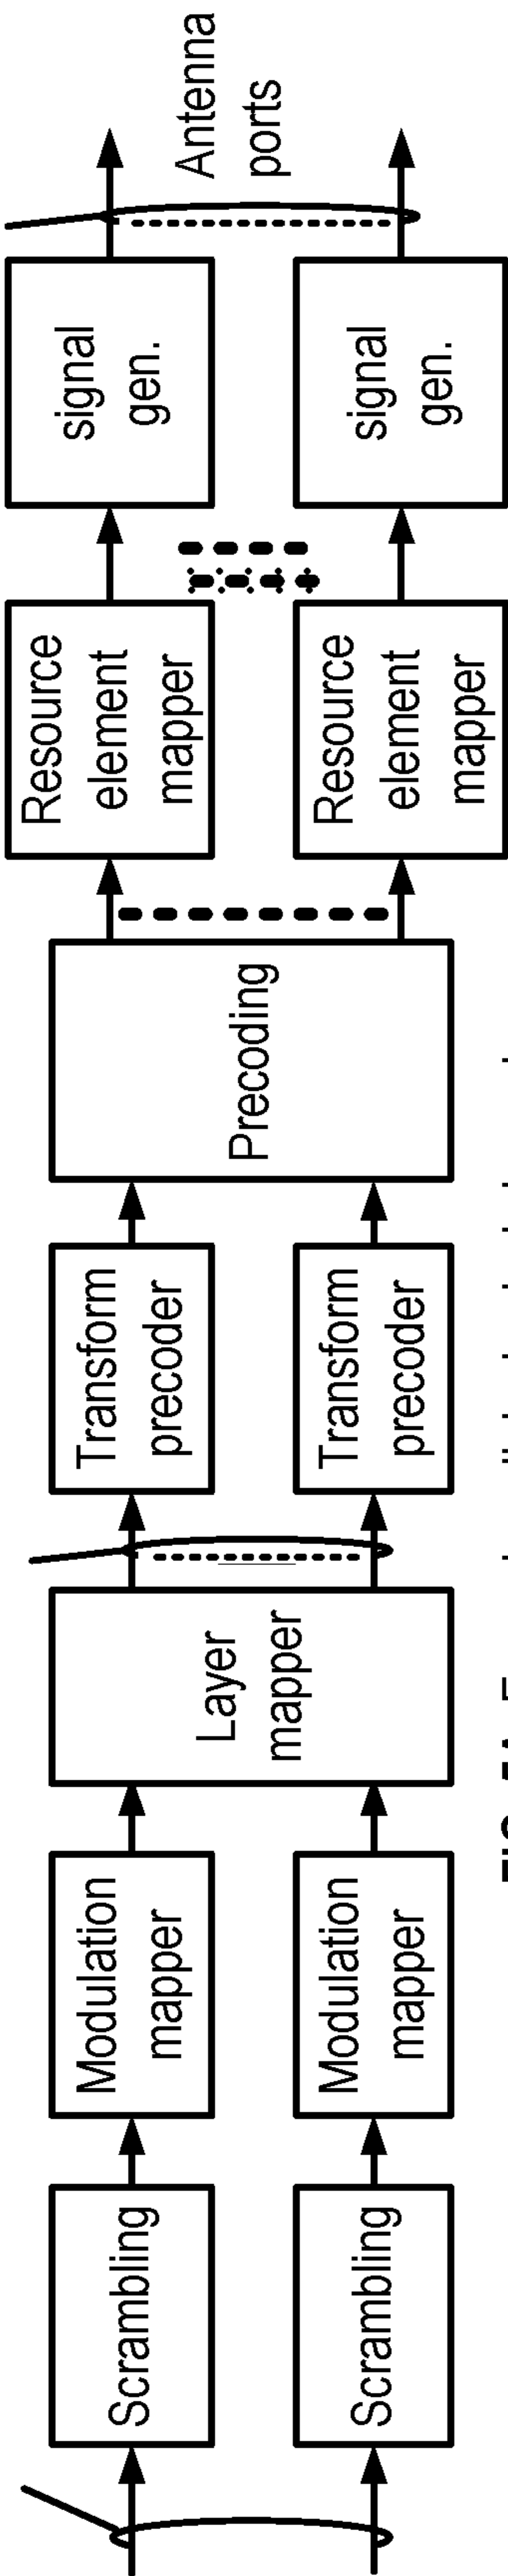 Scrambling
Modulation
mapper
Layer
mapper
Transform
precoder
Precoding
Resource
element
mapper
signal
gen.
Antenna
ports
Scrambling
Modulation
mapper
Transform
precoder
Resource
element
mapper
signal
gen.